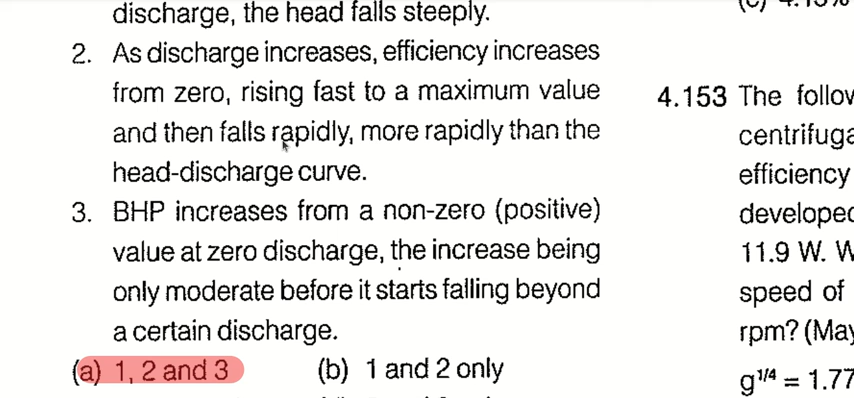 discharge, the head falls steeply.
2. As discharge increases, efficiency increases
from zero, rising fast to a maximum value
and then falls rapidly, more rapidly than the
head-discharge curve.
3. BHP increases from a non-zero (positive)
value at zero discharge, the increase being
only moderate before it starts falling beyond
a certain discharge.
(a) 1, 2 and 3 (b) 1 and 2 only
4.153 The follow
centrifuga
efficiency
developed
11.9 W. W
speed of
rpm? (May
g¹/⁴ = 1.77